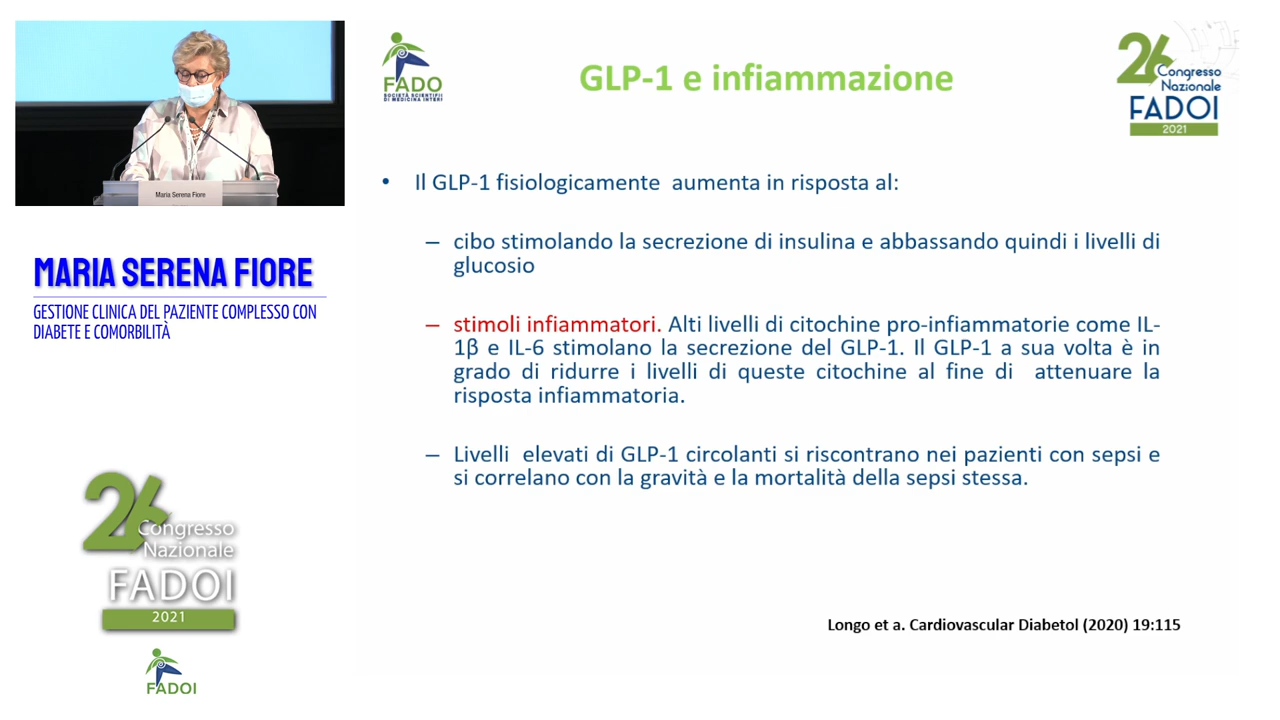 Maria Serena Fiore
MARIA SERENA FIORE
GESTIONE CLINICA DEL PAZIENTE COMPLESSO CON
DIABETE E COMORBILITÀ
26
Congresso
Nazionale
FADOI
2021
FADOI
FADO
SOCIETÀ SCIENTIFI
DI MEDICINA INTER
GLP-1 e infiammazione
26
Congresso
Nazionale
FADOI
2021
• Il GLP-1 fisiologicamente aumenta in risposta al:
– cibo stimolando la secrezione di insulina e abbassando quindi i livelli di
glucosio
– stimoli infiammatori. Alti livelli di citochine pro-infiammatorie come IL-
1β e IL-6 stimolano la secrezione del GLP-1. Il GLP-1 a sua volta è in
grado di ridurre i livelli di queste citochine al fine di attenuare la
risposta infiammatoria.
– Livelli elevati di GLP-1 circolanti si riscontrano nei pazienti con sepsi e
si correlano con la gravità e la mortalità della sepsi stessa.
Longo et a. Cardiovascular Diabetol (2020) 19:115